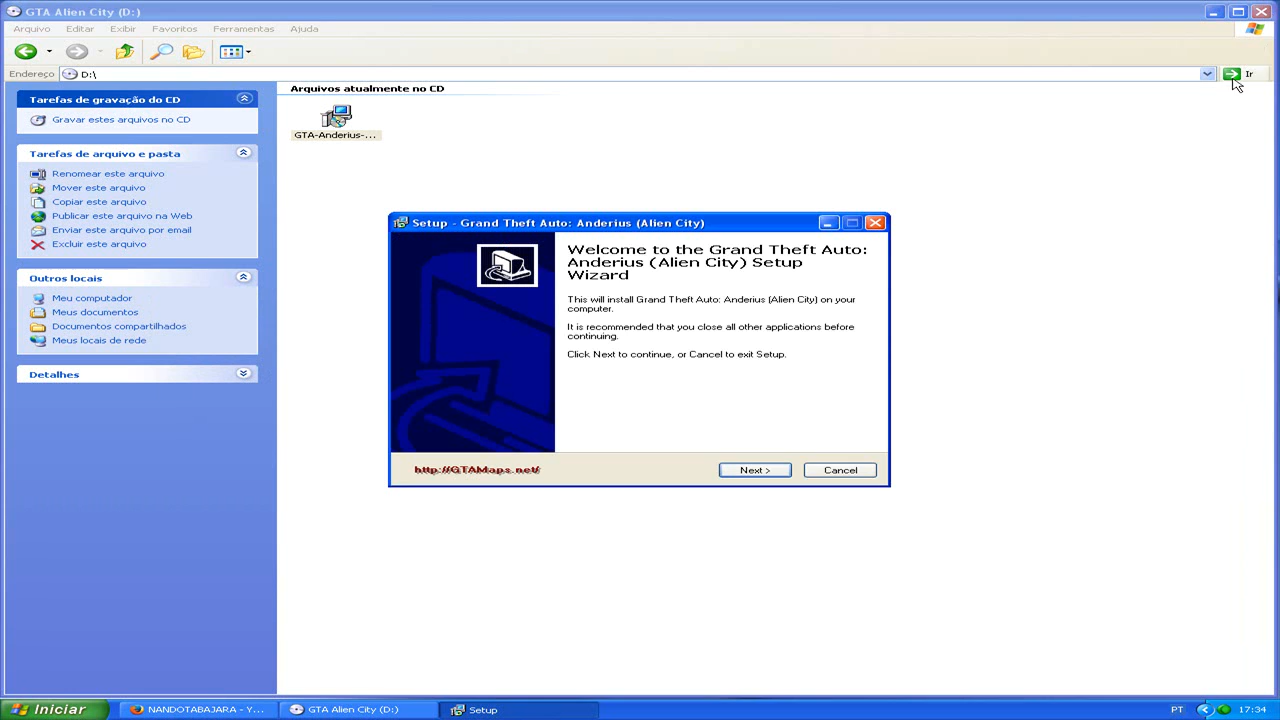 GTA Alien City (D:)
Arquivo Editar Exibir Favoritos Ferramentas Ajuda
Endereço D:\ Ir
Tarefas de gravação do CD
Gravar estes arquivos no CD
Tarefas de arquivo e pasta
Renomear este arquivo
Mover este arquivo
Copiar este arquivo
Publicar este arquivo na Web
Enviar este arquivo por email
Excluir este arquivo
Outros locais
Meu computador
Meus documentos
Documentos compartilhados
Meus locais de rede
Detalhes
Arquivos atualmente no CD
GTA-Anderius-...
Setup - Grand Theft Auto: Anderius (Alien City)
Welcome to the Grand Theft Auto:
Anderius (Alien City) Setup
Wizard
This will install Grand Theft Auto: Anderius (Alien City) on your
computer.
It is recommended that you close all other applications before
continuing.
Click Next to continue, or Cancel to exit Setup.
http://GTAMaps.net/
Next >
Cancel
Iniciar NANDOTABAJARA - Y... GTA Alien City (D:) Setup PT 17:34